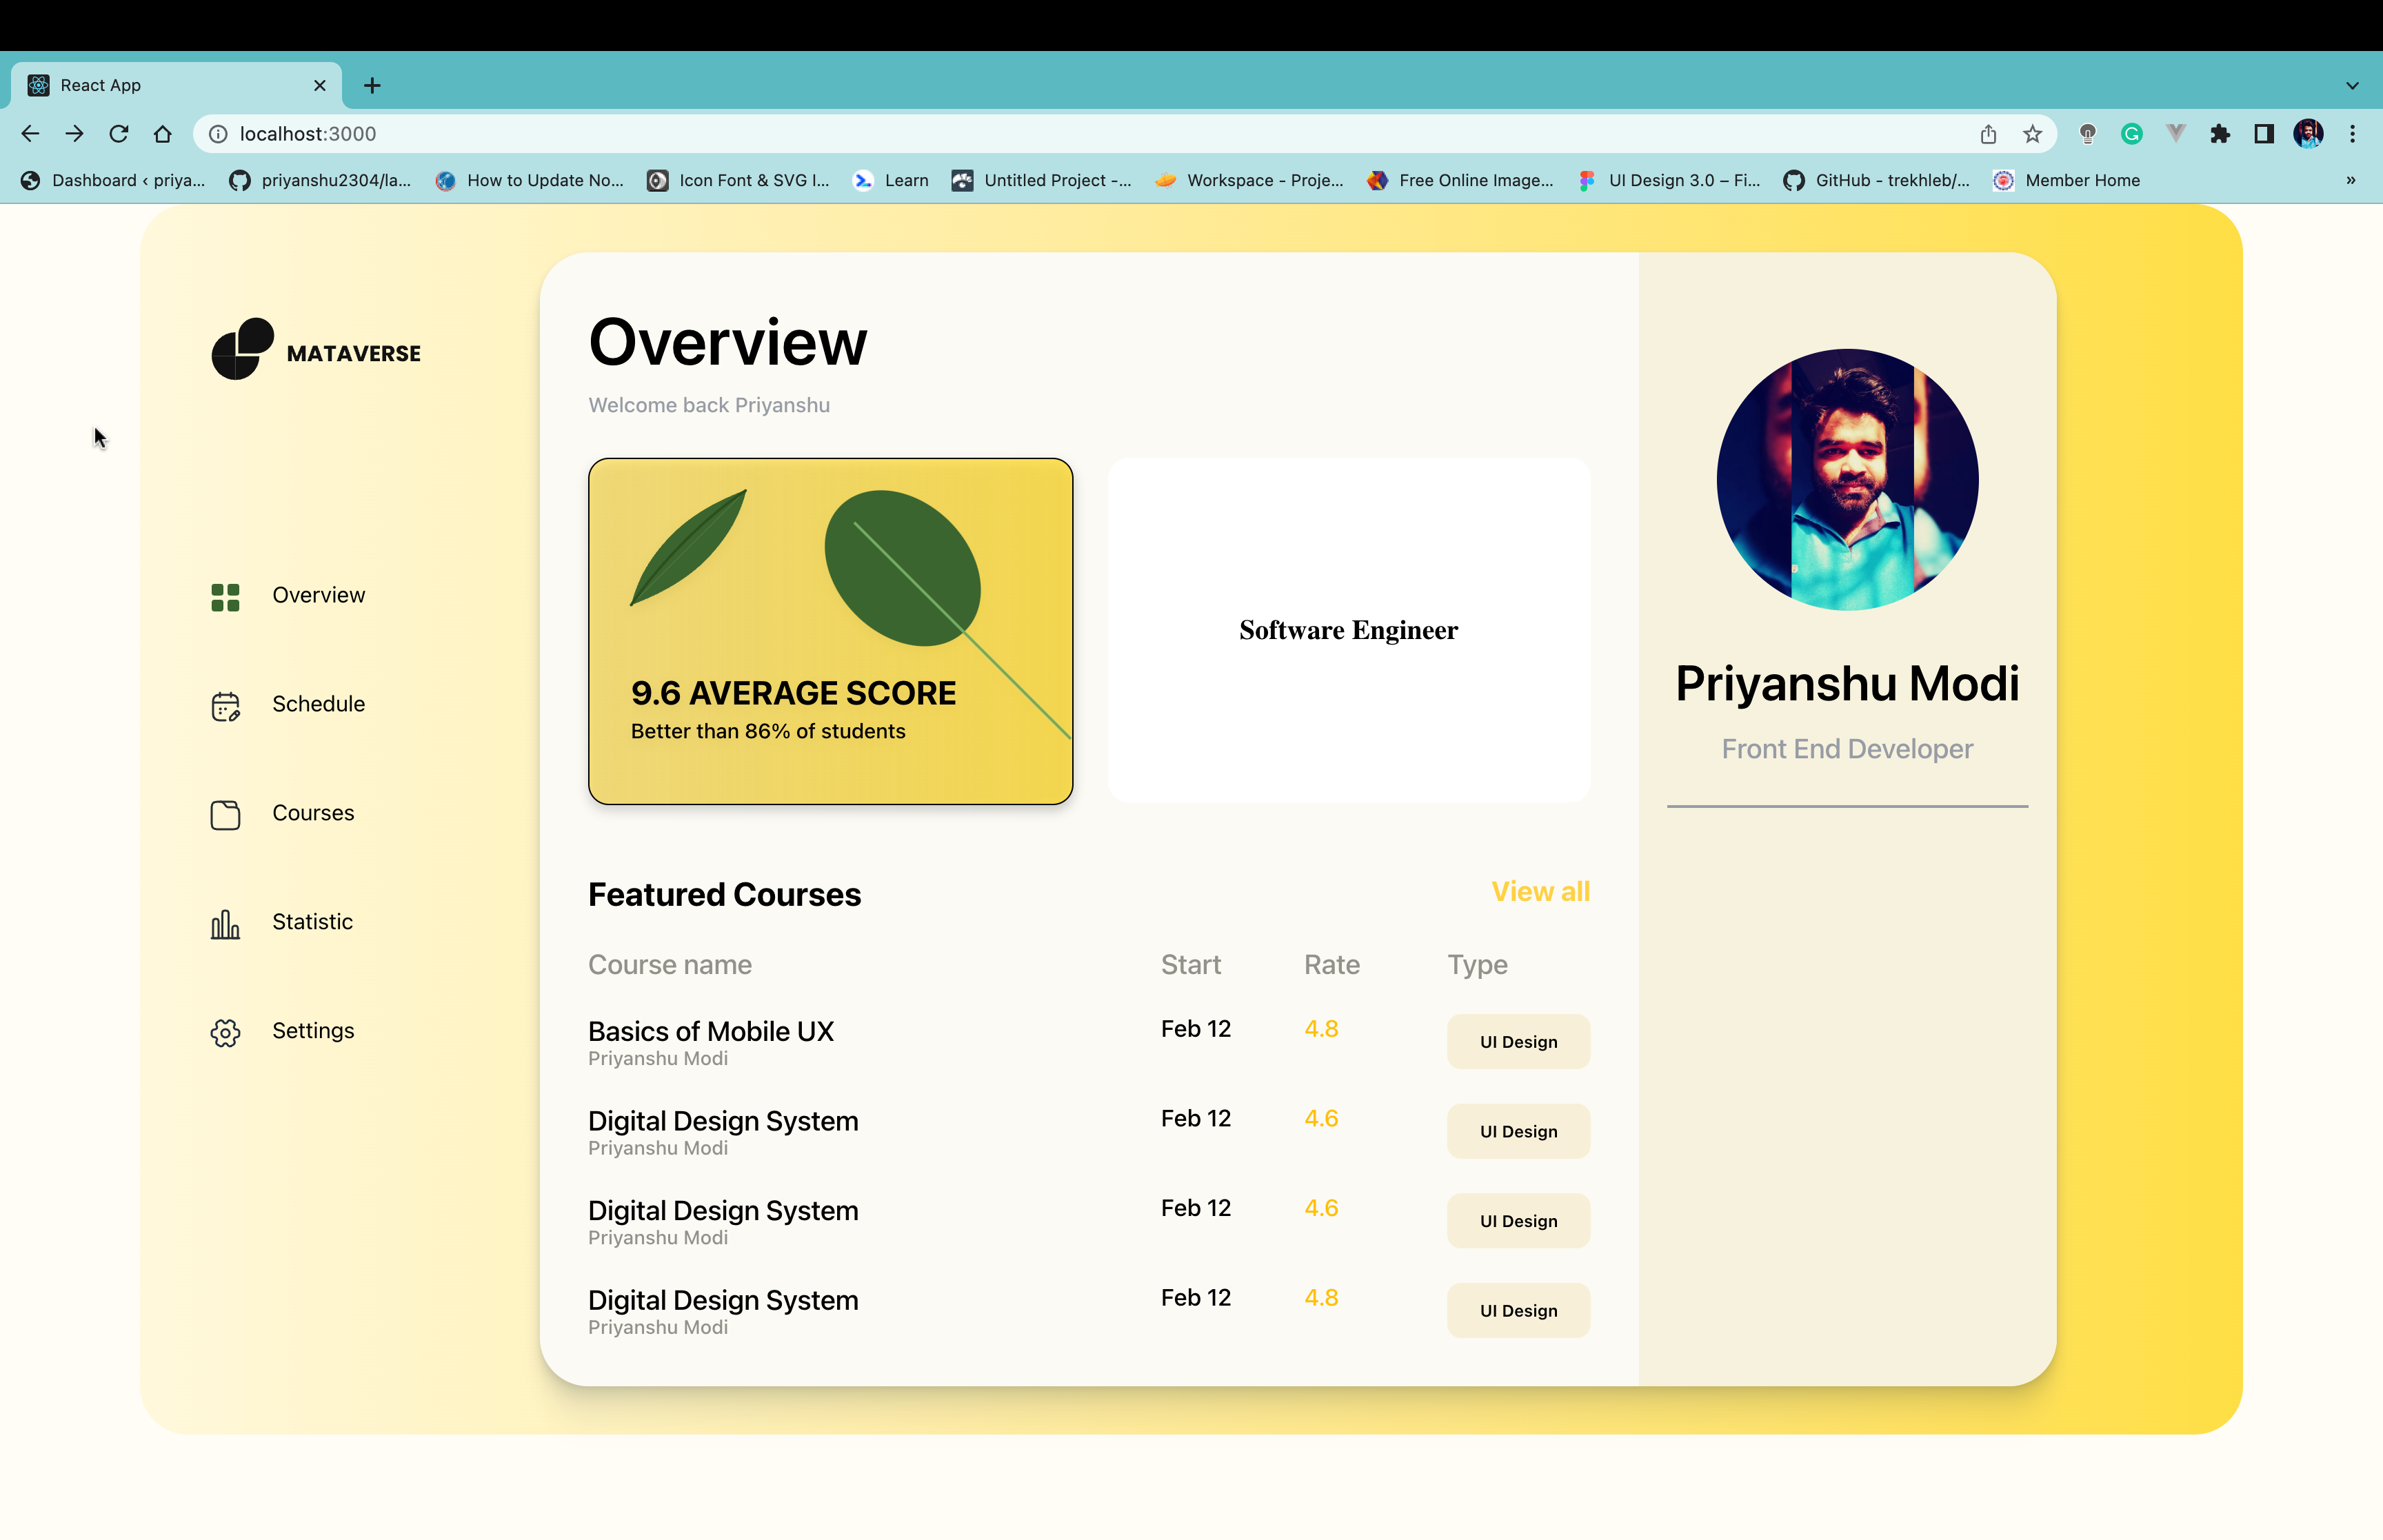 React App
localhost:3000
Dashboard ‹ priya...
priyanshu2304/la...
How to Update No...
Icon Font & SVG I...
Learn
Untitled Project -...
Workspace - Proje...
Free Online Image...
UI Design 3.0 – Fi...
GitHub - trekhleb/...
Member Home
»
MATAVERSE
Overview
Schedule
Courses
Statistic
Settings
Overview
Welcome back Priyanshu
9.6 AVERAGE SCORE
Better than 86% of students
Software Engineer
Featured Courses
View all
Course name Start Rate Type
Basics of Mobile UX Feb 12 4.8 UI Design
Priyanshu Modi
Digital Design System Feb 12 4.6 UI Design
Priyanshu Modi
Digital Design System Feb 12 4.6 UI Design
Priyanshu Modi
Digital Design System Feb 12 4.8 UI Design
Priyanshu Modi
Priyanshu Modi
Front End Developer